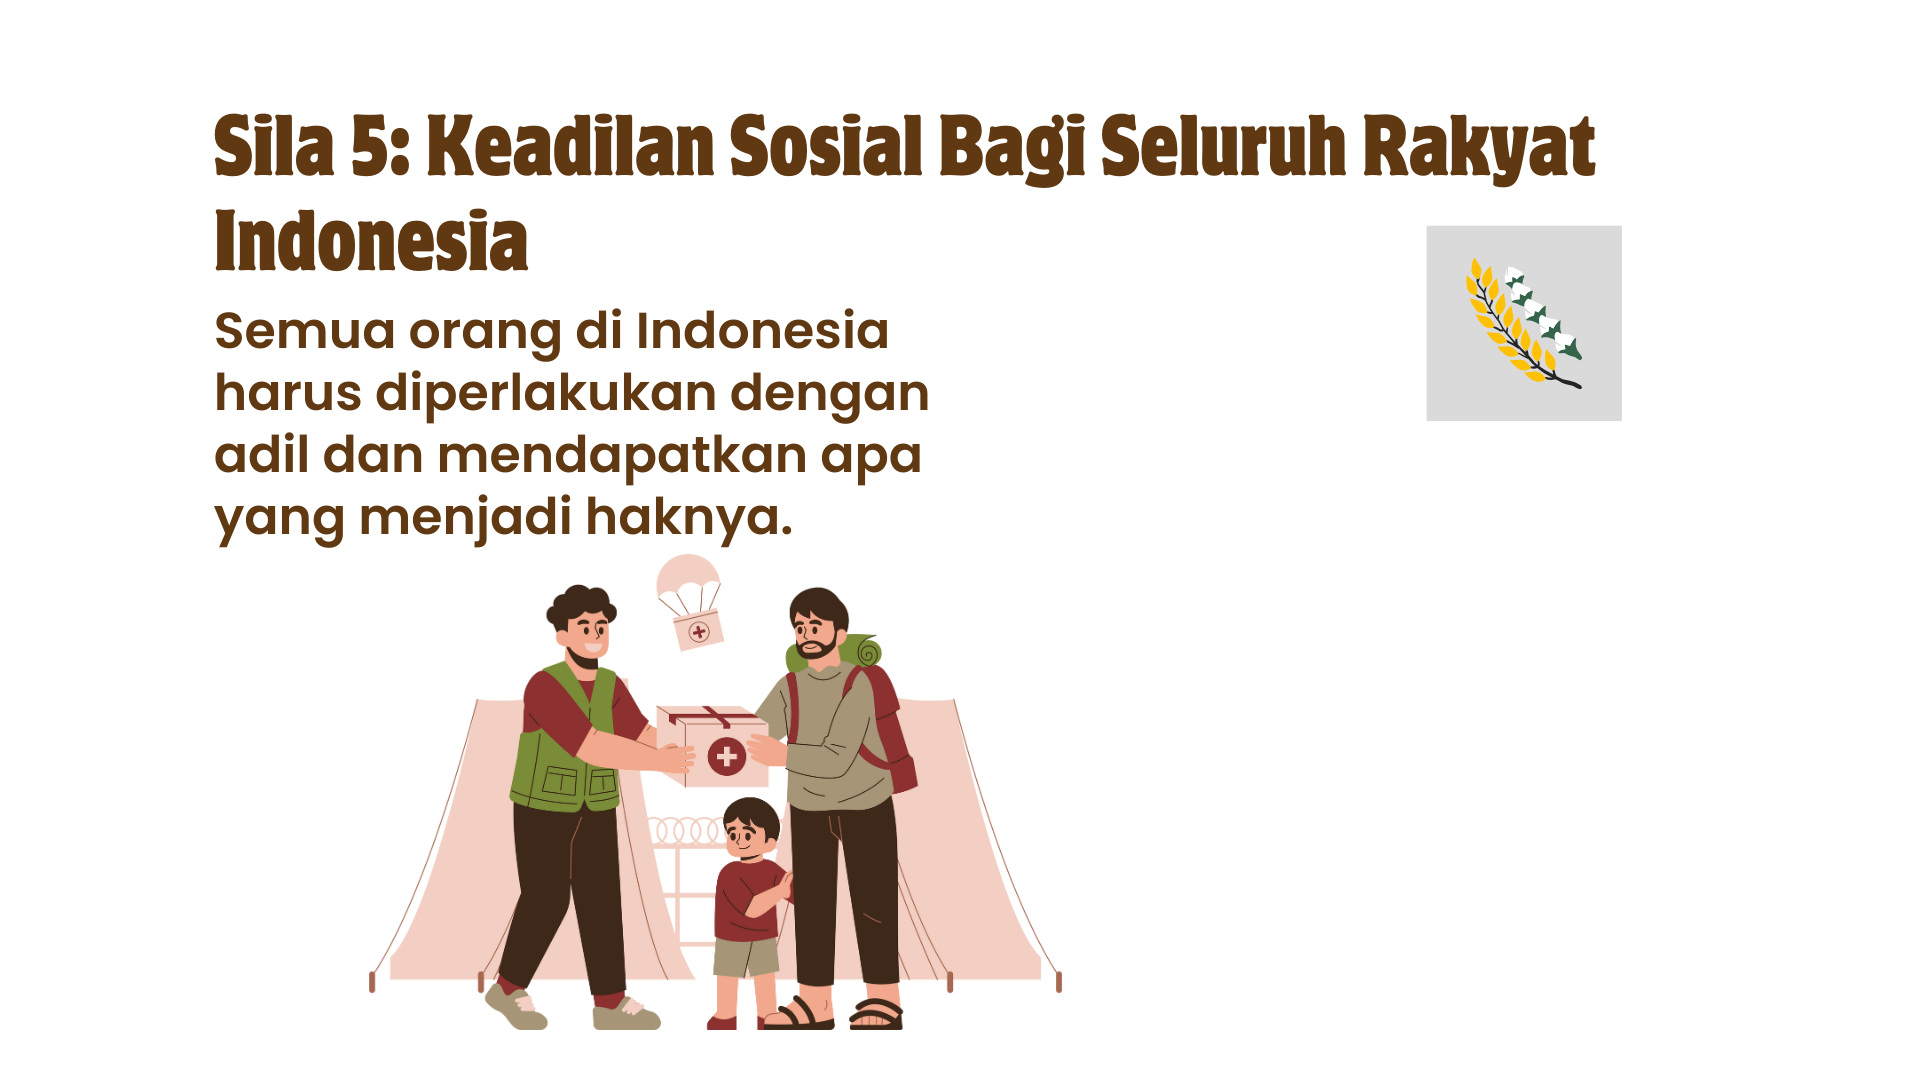 Sila 5: Keadilan Sosial Bagi Seluruh Rakyat
Indonesia
Semua orang di Indonesia
harus diperlakukan dengan
adil dan mendapatkan apa
yang menjadi haknya.